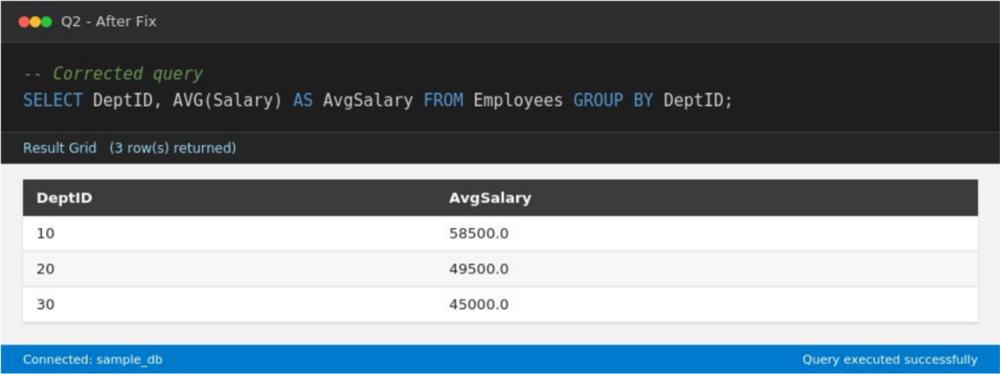 Q2 - After Fix
-- Corrected query
SELECT DeptID, AVG(Salary) AS AvgSalary FROM Employees GROUP BY DeptID;
Result Grid (3 row(s) returned)
DeptID AvgSalary
10 58500.0
20 49500.0
30 45000.0
Connected: sample_db Query executed successfully